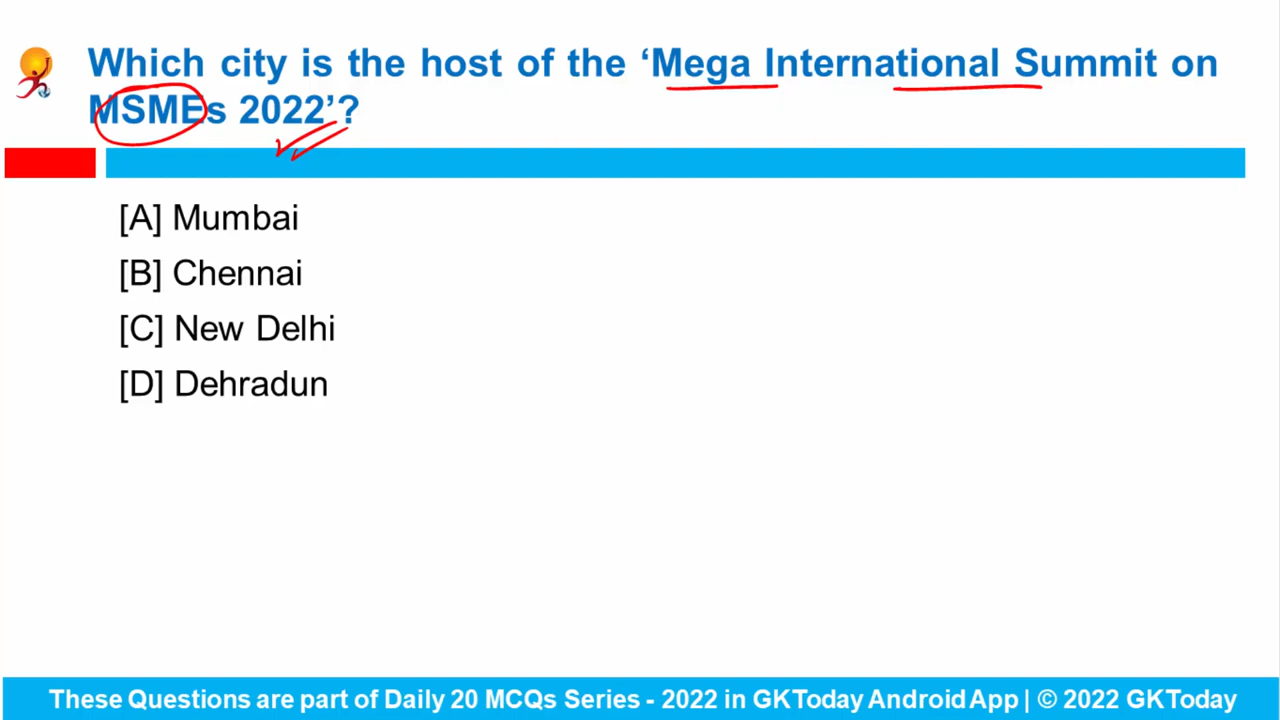 Which city is the host of the ‘Mega International Summit on
MSMEs 2022’?
[A] Mumbai
[B] Chennai
[C] New Delhi
[D] Dehradun
These Questions are part of Daily 20 MCQs Series - 2022 in GKToday Android App | © 2022 GKToday